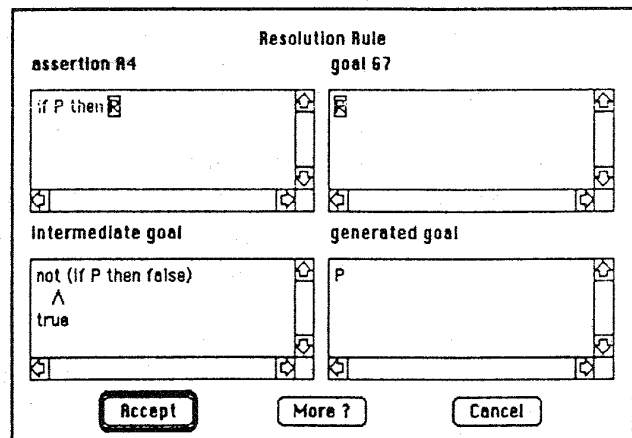 Resolution Rule
assertion A4
goal G7
if P then R
R
intermediate goal
generated goal
not (if P then false)
∧
true
P
Accept
More ?
Cancel